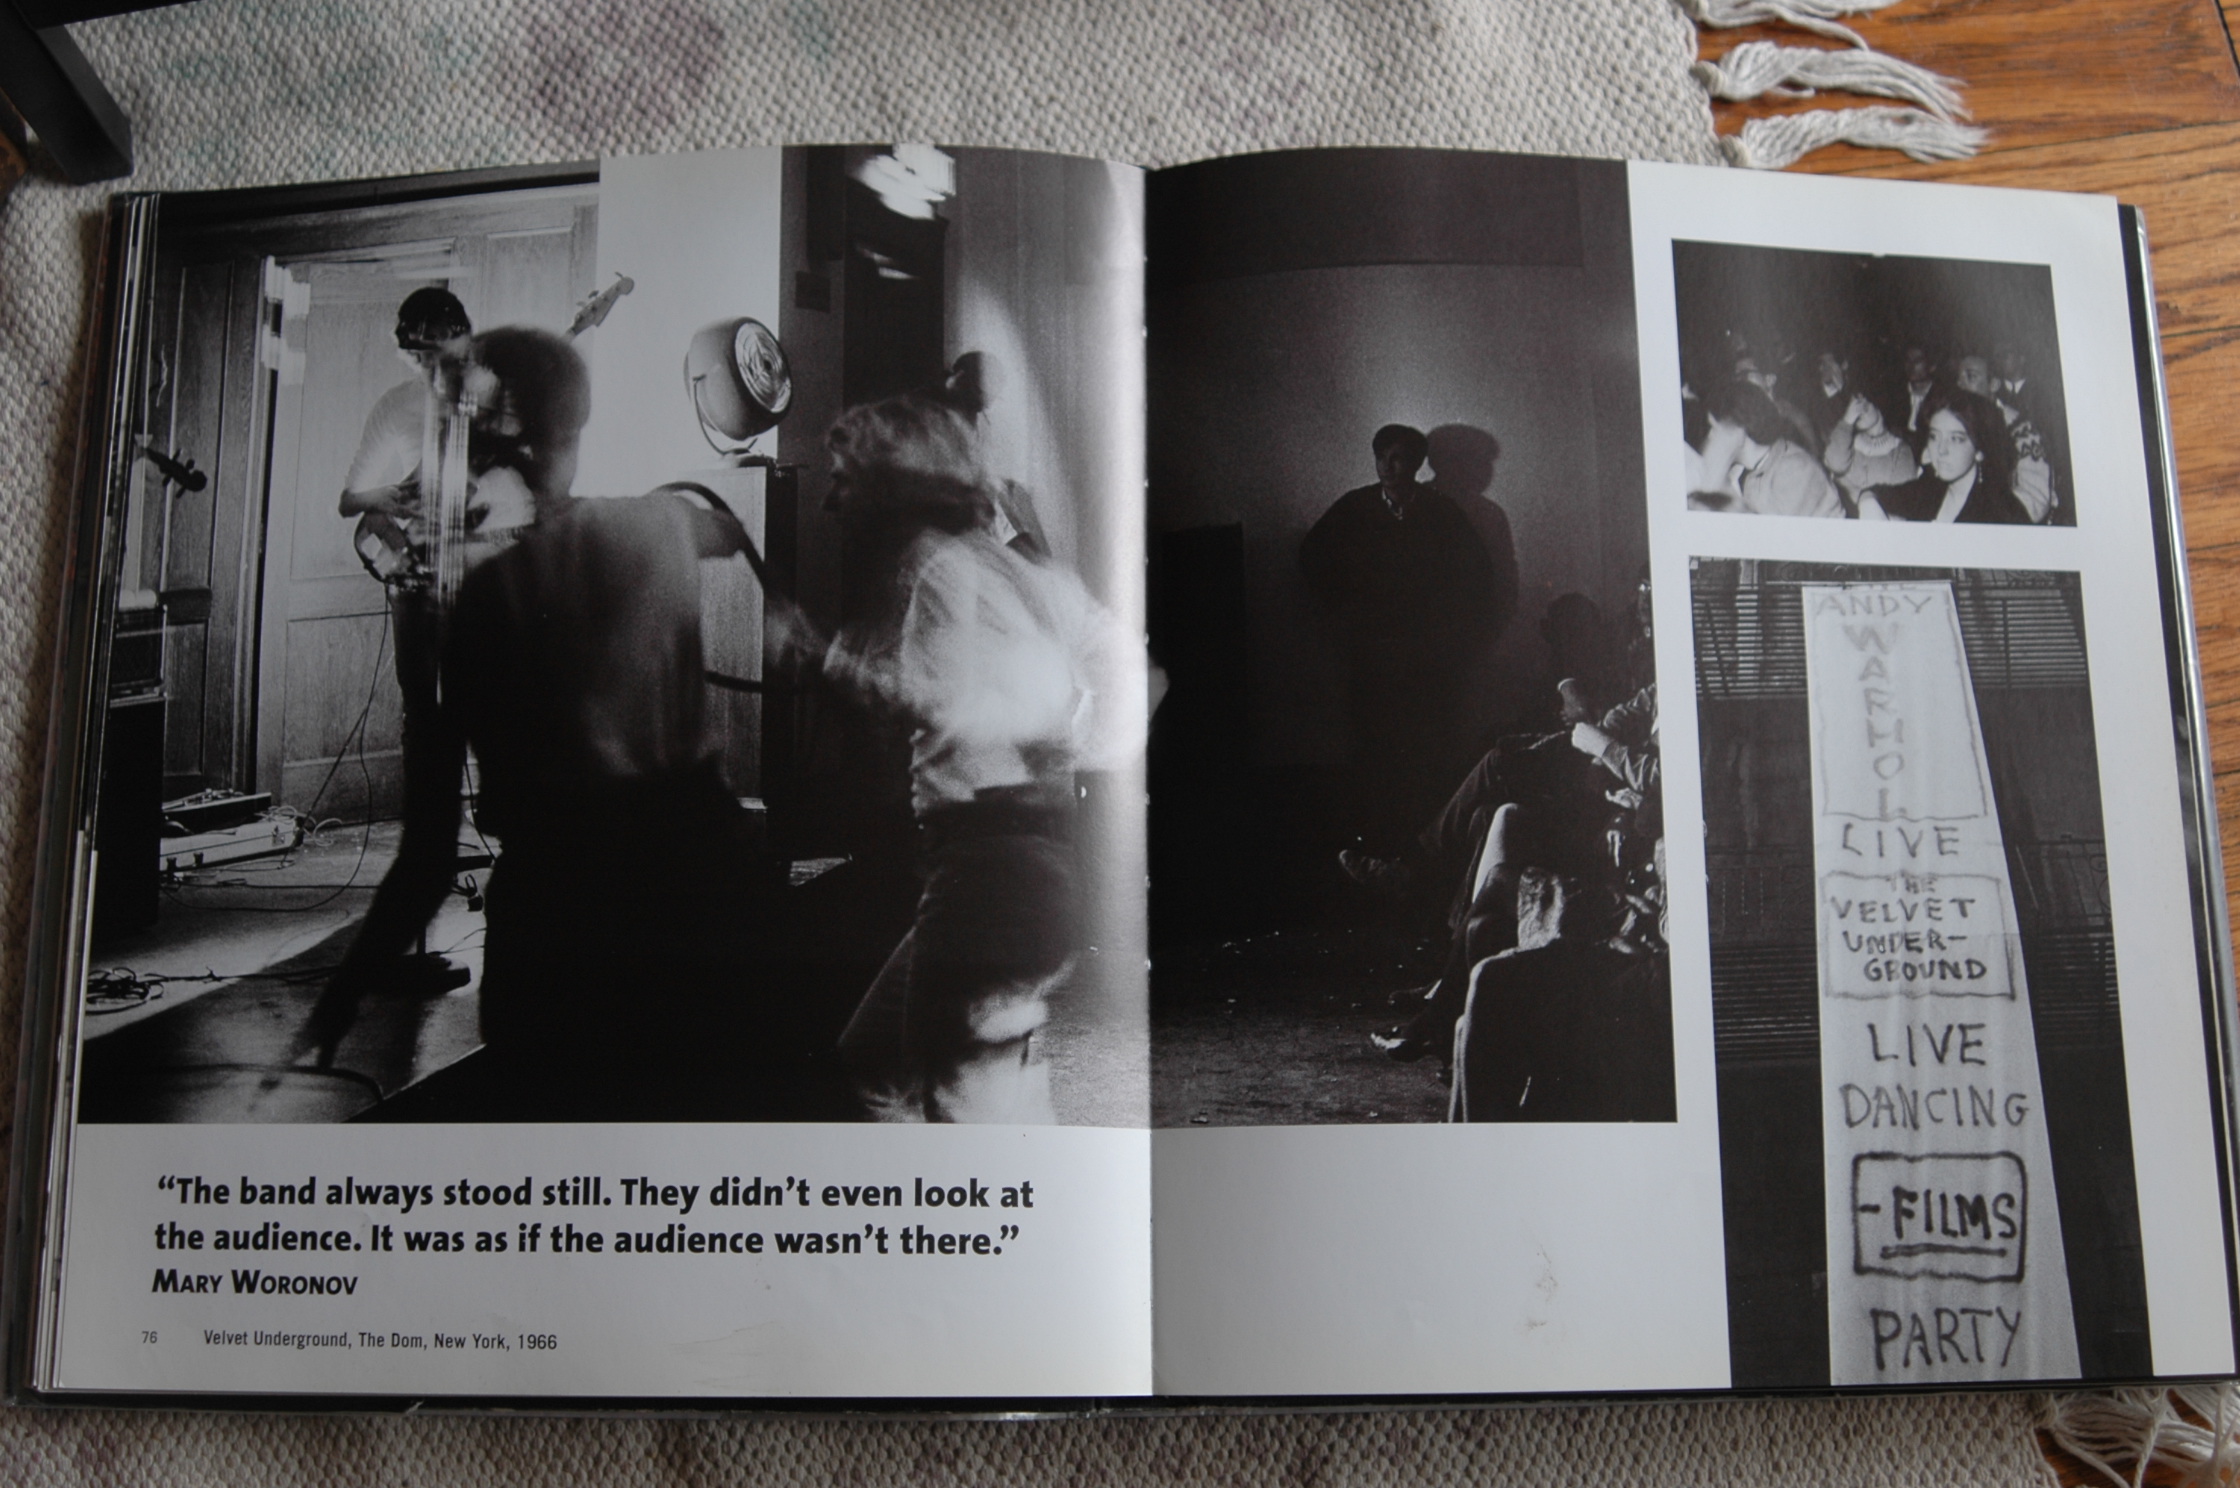 “The band always stood still. They didn’t even look at
the audience. It was as if the audience wasn’t there.”
MARY WORONOV
76
Velvet Underground, The Dom, New York, 1966
ANDY
W
A
R
H
O
L
LIVE
THE
VELVET
UNDER-
GROUND
LIVE
DANCING
-FILMS
PARTY